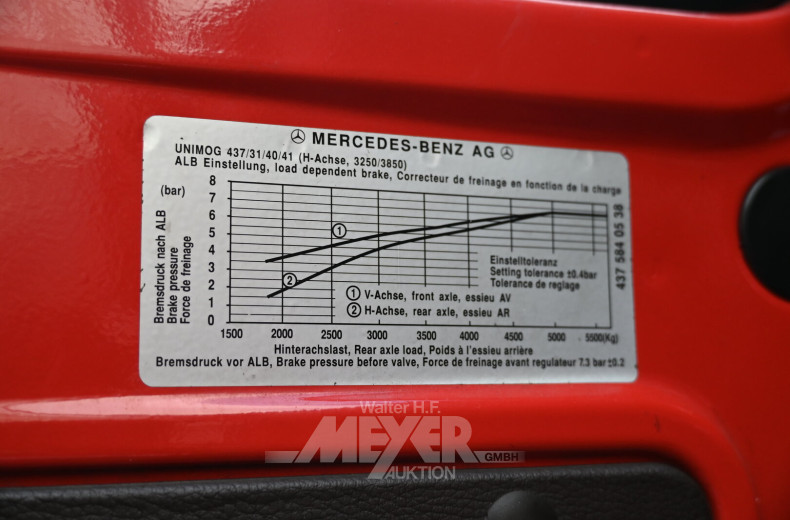 MERCEDES-BENZ AG
UNIMOG 437/31/40/41 (H-Achse, 3250/3850)
ALB Einstellung, load dependent brake, Correcteur de freinage en fonction de la charge
(bar)
8
7
6
5
4
3
2
1
0
Bremsdruck nach ALB
Brake pressure
Force de freinage
1
2
Einstelltoleranz
Setting tolerance ±0.4bar
Tolerance de reglage
1 V-Achse, front axle, essieu AV
2 H-Achse, rear axle, essieu AR
437 584 05 38
1500 2000 2500 3000 3500 4000 4500 5000 5500(Kg)
Hinterachslast, Rear axle load, Poids à l'essieu arrière
Bremsdruck vor ALB, Brake pressure before valve, Force de freinage avant regulateur 7.3 bar ±0.2
Walter H.F.
MEYER
GMBH
AUKTION